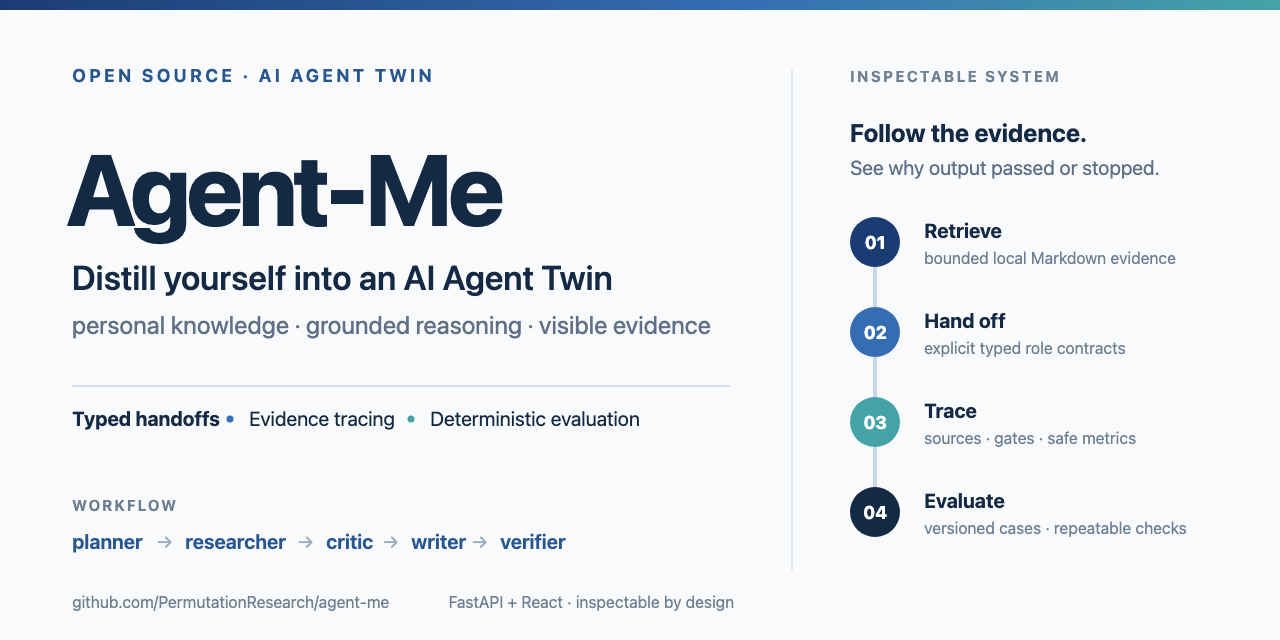 OPEN SOURCE · AI AGENT TWIN
Agent-Me
Distill yourself into an AI Agent Twin
personal knowledge · grounded reasoning · visible evidence
Typed handoffs • Evidence tracing • Deterministic evaluation
WORKFLOW
planner → researcher → critic → writer → verifier
github.com/PermutationResearch/agent-me FastAPI + React · inspectable by design
INSPECTABLE SYSTEM
Follow the evidence.
See why output passed or stopped.
01 Retrieve
bounded local Markdown evidence
02 Hand off
explicit typed role contracts
03 Trace
sources · gates · safe metrics
04 Evaluate
versioned cases · repeatable checks